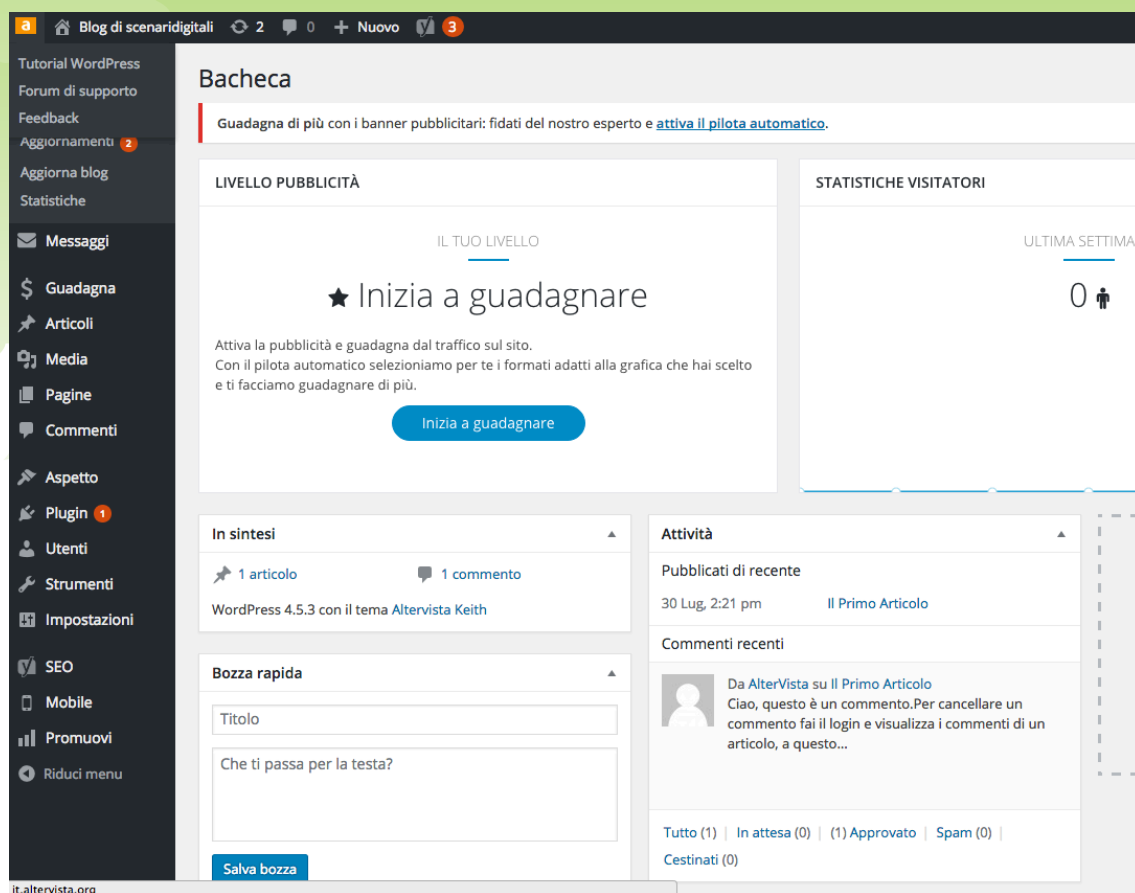 a Blog di scenaridigitali 2 0 + Nuovo 3
Tutorial WordPress
Forum di supporto
Feedback
Aggiornamenti 2
Aggiorna blog
Statistiche
Messaggi
Guadagna
Articoli
Media
Pagine
Commenti
Aspetto
Plugin 1
Utenti
Strumenti
Impostazioni
SEO
Mobile
Promuovi
Riduci menu
Bacheca
Guadagna di più con i banner pubblicitari: fidati del nostro esperto e attiva il pilota automatico.
LIVELLO PUBBLICITÀ
IL TUO LIVELLO
Inizia a guadagnare
Attiva la pubblicità e guadagna dal traffico sul sito.
Con il pilota automatico selezioniamo per te i formati adatti alla grafica che hai scelto
e ti facciamo guadagnare di più.
Inizia a guadagnare
STATISTICHE VISITATORI
ULTIMA SETTIMA
0
In sintesi
1 articolo 1 commento
WordPress 4.5.3 con il tema Altervista Keith
Bozza rapida
Titolo
Che ti passa per la testa?
Salva bozza
Attività
Pubblicati di recente
30 Lug, 2:21 pm Il Primo Articolo
Commenti recenti
Da AlterVista su Il Primo Articolo
Ciao, questo è un commento.Per cancellare un
commento fai il login e visualizza i commenti di un
articolo, a questo...
Tutto (1) | In attesa (0) | (1) Approvato | Spam (0) |
Cestinati (0)
it.altervista.org